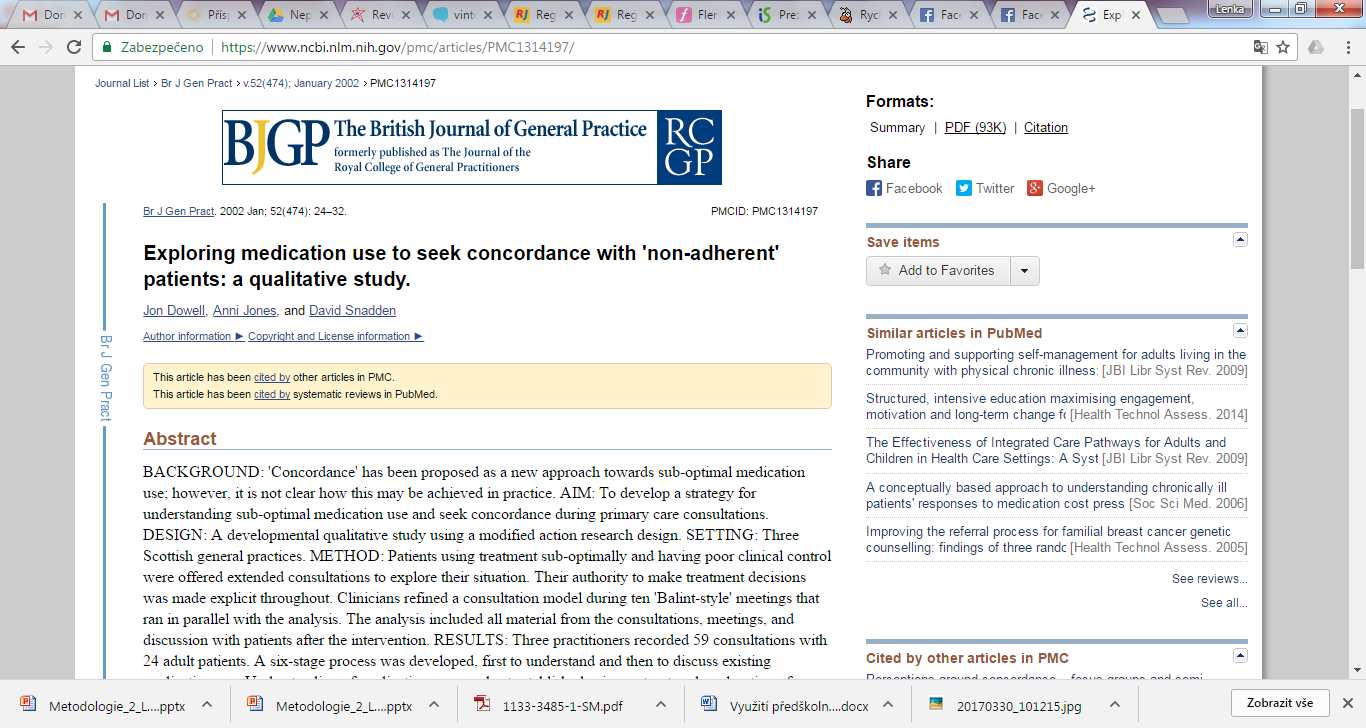 Dor
Dor
Přís
Nep
Rev
vint
Reg
Reg
Fler
Prez
Ryc
Face
Face
Expl
Lenka
Zabezpečeno
https://www.ncbi.nlm.nih.gov/pmc/articles/PMC1314197/
Journal List > Br J Gen Pract > v.52(474); January 2002 > PMC1314197
BJGP
The British Journal of General Practice
formerly published as The Journal of the
Royal College of General Practitioners
RC
GP
Br J Gen Pract
Br J Gen Pract. 2002 Jan; 52(474): 24–32.
PMCID: PMC1314197
Exploring medication use to seek concordance with 'non-adherent'
patients: a qualitative study.
Jon Dowell, Anni Jones, and David Snadden
Author information ► Copyright and License information ►
This article has been cited by other articles in PMC.
This article has been cited by systematic reviews in PubMed.
Abstract
BACKGROUND: 'Concordance' has been proposed as a new approach towards sub-optimal medication
use; however, it is not clear how this may be achieved in practice. AIM: To develop a strategy for
understanding sub-optimal medication use and seek concordance during primary care consultations.
DESIGN: A developmental qualitative study using a modified action research design. SETTING: Three
Scottish general practices. METHOD: Patients using treatment sub-optimally and having poor clinical control
were offered extended consultations to explore their situation. Their authority to make treatment decisions
was made explicit throughout. Clinicians refined a consultation model during ten 'Balint-style' meetings that
ran in parallel with the analysis. The analysis included all material from the consultations, meetings, and
discussion with patients after the intervention. RESULTS: Three practitioners recorded 59 consultations with
24 adult patients. A six-stage process was developed, first to understand and then to discuss existing
Formats:
Summary | PDF (93K) | Citation
Share
Facebook Twitter Google+
Save items
Add to Favorites
Similar articles in PubMed
Promoting and supporting self-management for adults living in the
community with physical chronic illness: [JBI Libr Syst Rev. 2009]
Structured, intensive education maximising engagement,
motivation and long-term change fo [Health Technol Assess. 2014]
The Effectiveness of Integrated Care Pathways for Adults and
Children in Health Care Settings: A Syst [JBI Libr Syst Rev. 2009]
A conceptually based approach to understanding chronically ill
patients' responses to medication cost press [Soc Sci Med. 2006]
Improving the referral process for familial breast cancer genetic
counselling: findings of three rando [Health Technol Assess. 2005]
See reviews...
See all...
Cited by other articles in PMC
Metodologie_2_L....pptx
Metodologie_2_L....pptx
1133-3485-1-SM.pdf
Využití předškoln....docx
20170330_101215.jpg
Zobrazit vše